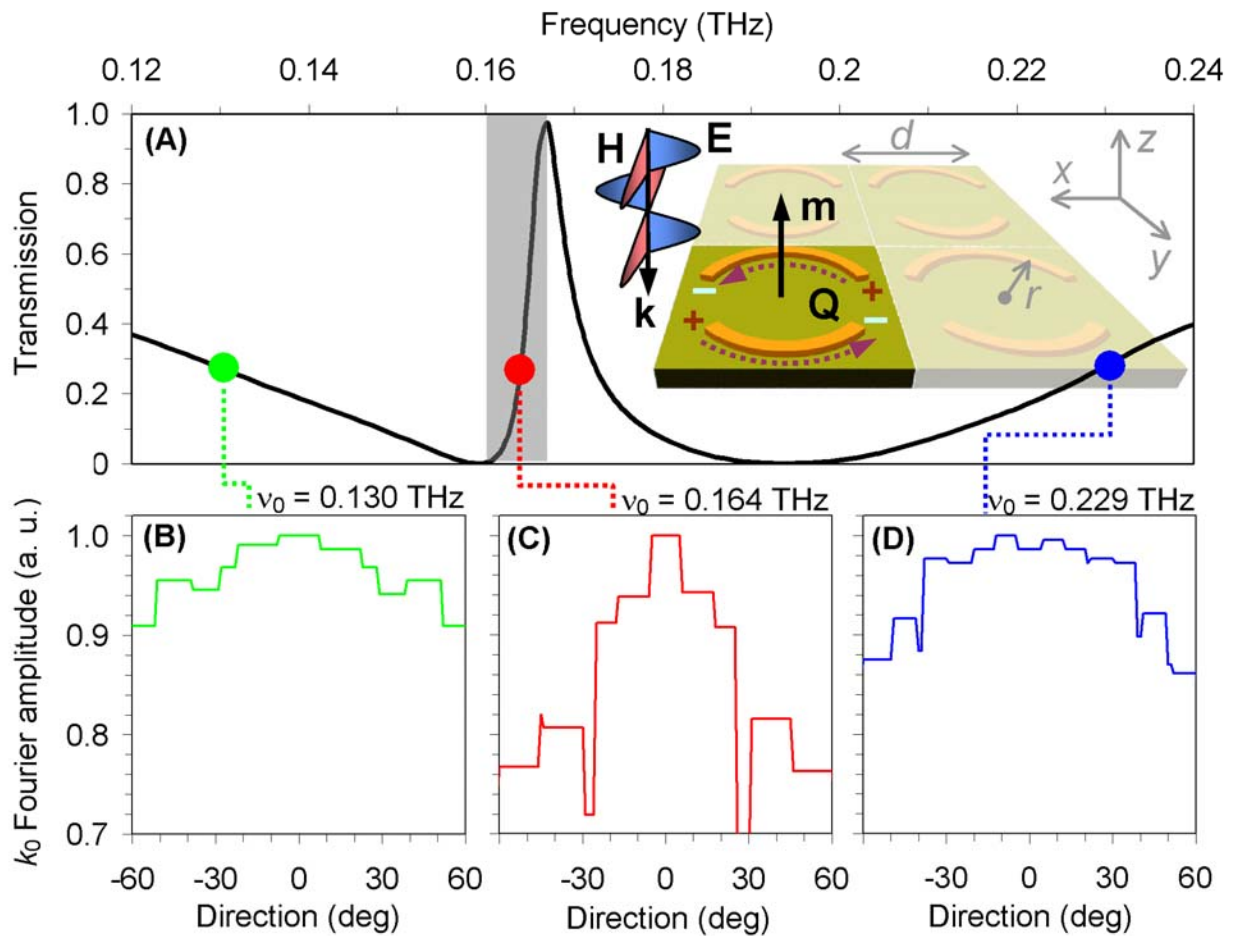 Frequency (THz)
0.12 0.14 0.16 0.18 0.2 0.22 0.24
Transmission
1.0
0.8
0.6
0.4
0.2
0
(A)
H E
k
m
Q
− +
+ −
d
r
x z
y
ν0 = 0.130 THz
ν0 = 0.164 THz
ν0 = 0.229 THz
k0 Fourier amplitude (a. u.)
1.0
0.9
0.8
0.7
(B)
(C)
(D)
-60 -30 0 30 60
-30 0 30 60
-30 0 30 60
Direction (deg)
Direction (deg)
Direction (deg)